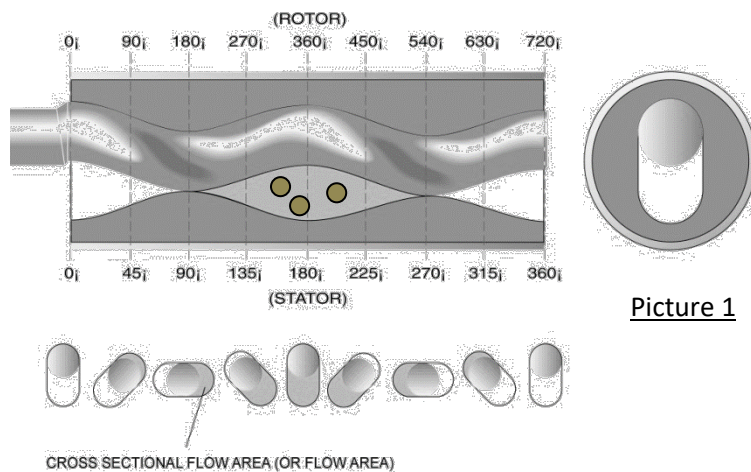 (ROTOR)
0¡ 90¡ 180¡ 270¡ 360¡ 450¡ 540¡ 630¡ 720¡
0¡ 45¡ 90¡ 135¡ 180¡ 225¡ 270¡ 315¡ 360¡
(STATOR)
Picture 1
CROSS SECTIONAL FLOW AREA (OR FLOW AREA)